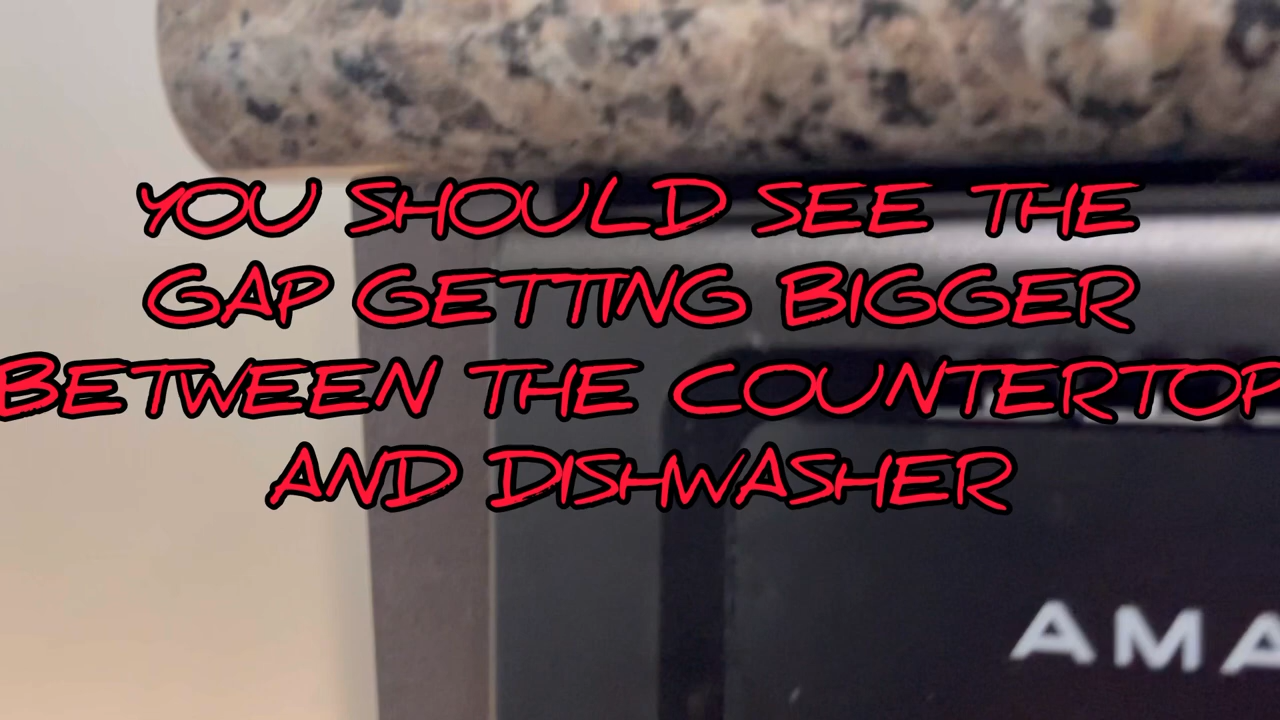 YOU SHOULD SEE THE
GAP GETTING BIGGER
BETWEEN THE COUNTERTOP
AND DISHWASHER
AMA